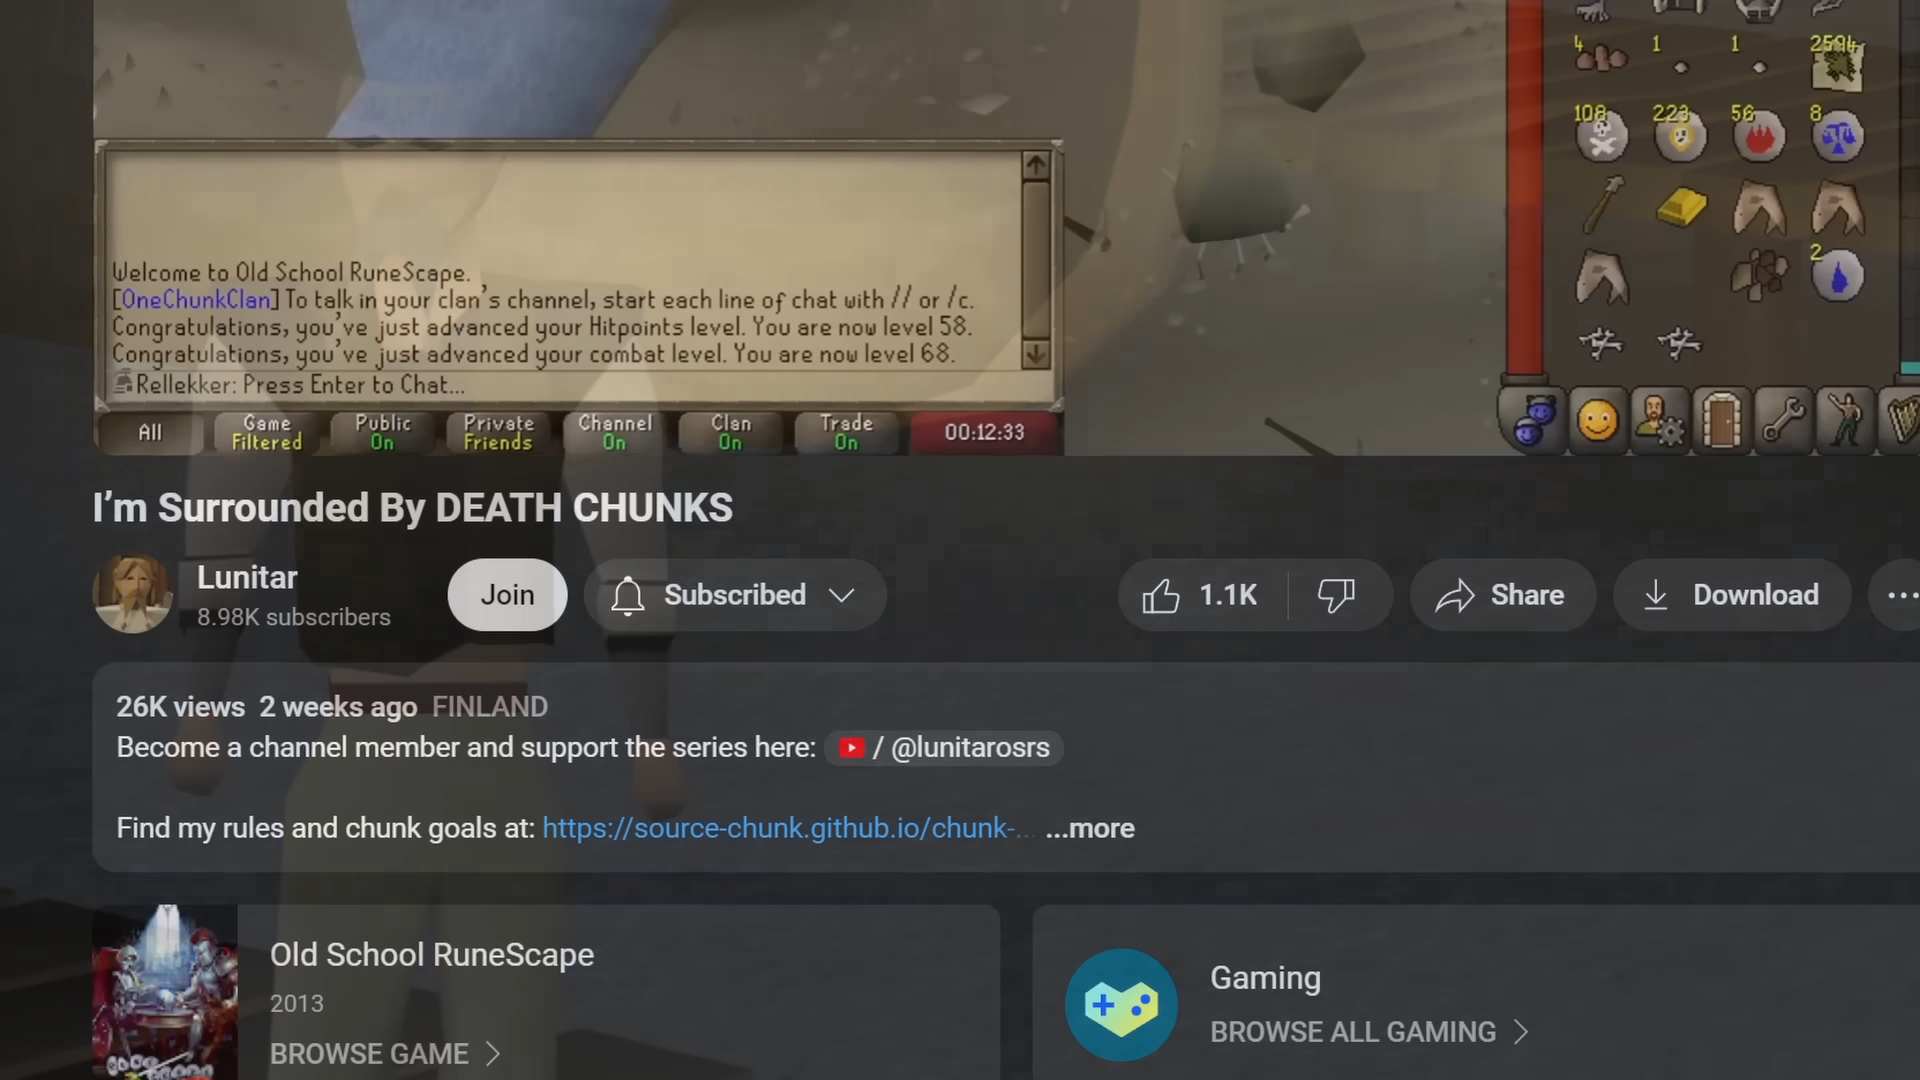 4 1 1 2594
108 223 56 8
2
Welcome to Old School RuneScape.
[OneChunkClan] To talk in your clan's channel, start each line of chat with // or /c.
Congratulations, you've just advanced your Hitpoints level. You are now level 58.
Congratulations, you've just advanced your combat level. You are now level 68.
Rellekker: Press Enter to Chat...
All Game Filtered Public On Private Friends Channel On Clan On Trade On 00:12:33
I'm Surrounded By DEATH CHUNKS
Lunitar
8.98K subscribers
Join
Subscribed
1.1K
Share
Download
26K views 2 weeks ago FINLAND
Become a channel member and support the series here: / @lunitarosrs
Find my rules and chunk goals at: https://source-chunk.github.io/chunk-... ...more
Old School RuneScape
2013
BROWSE GAME
Gaming
BROWSE ALL GAMING